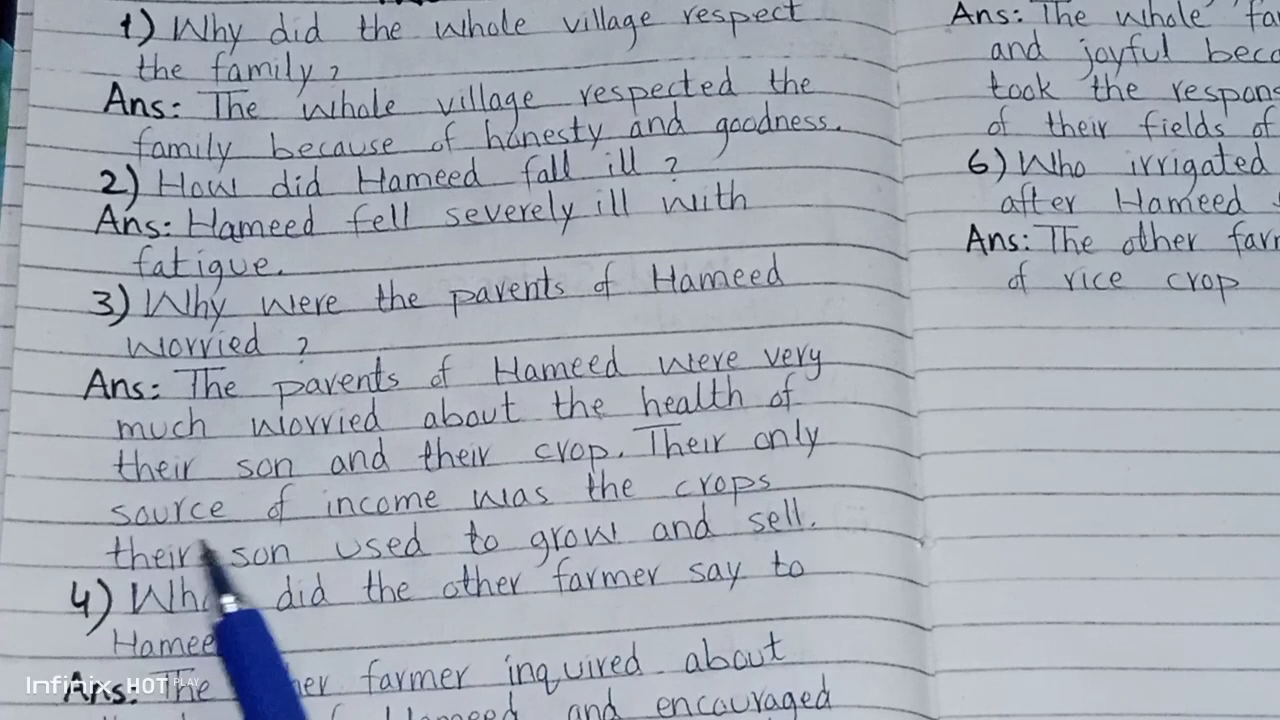 1) Why did the whole village respect
the family?
Ans: The whole village respected the
family because of honesty and goodness.
2) How did Hameed fall ill?
Ans: Hameed fell severely ill with
fatigue.
3) Why were the parents of Hameed
worried?
Ans: The parents of Hameed were very
much worried about the health of
their son and their crop. Their only
source of income was the crops
their son used to grow and sell.
4) did the other farmer say to
Ans: The farmer inquired about
Hameed and encouraged
Ans: The whole
and joyful
took the
of their fields of
6) Who irrigated
after Hameed
Ans: The other
of rice crop
Infinix HOT PLAY